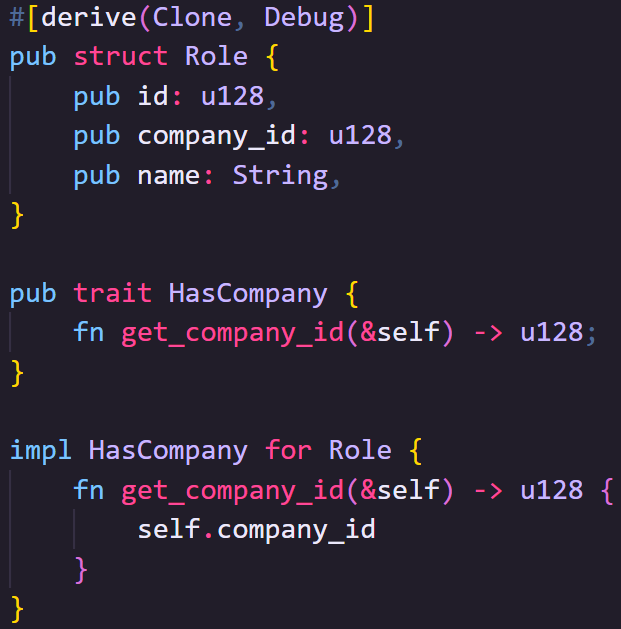 #[derive(Clone, Debug)]
pub struct Role {
    pub id: u128,
    pub company_id: u128,
    pub name: String,
}

pub trait HasCompany {
    fn get_company_id(&self) -> u128;
}

impl HasCompany for Role {
    fn get_company_id(&self) -> u128 {
        self.company_id
    }
}